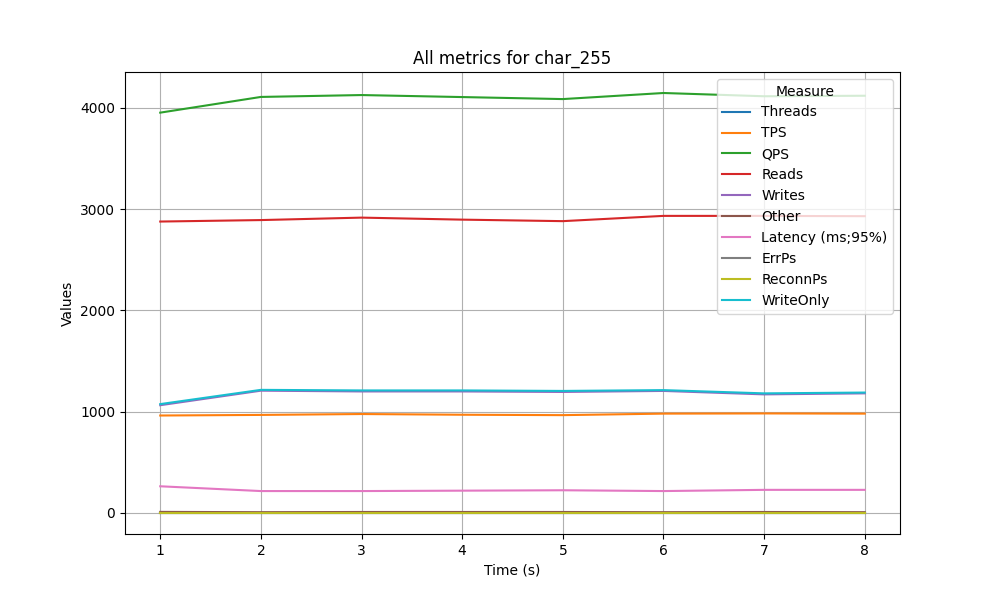 All metrics for char_255
Values
4000
3000
2000
1000
0
Measure
Threads
TPS
QPS
Reads
Writes
Other
Latency (ms;95%)
ErrPs
ReconnPs
WriteOnly
1 2 3 4 5 6 7 8
Time (s)